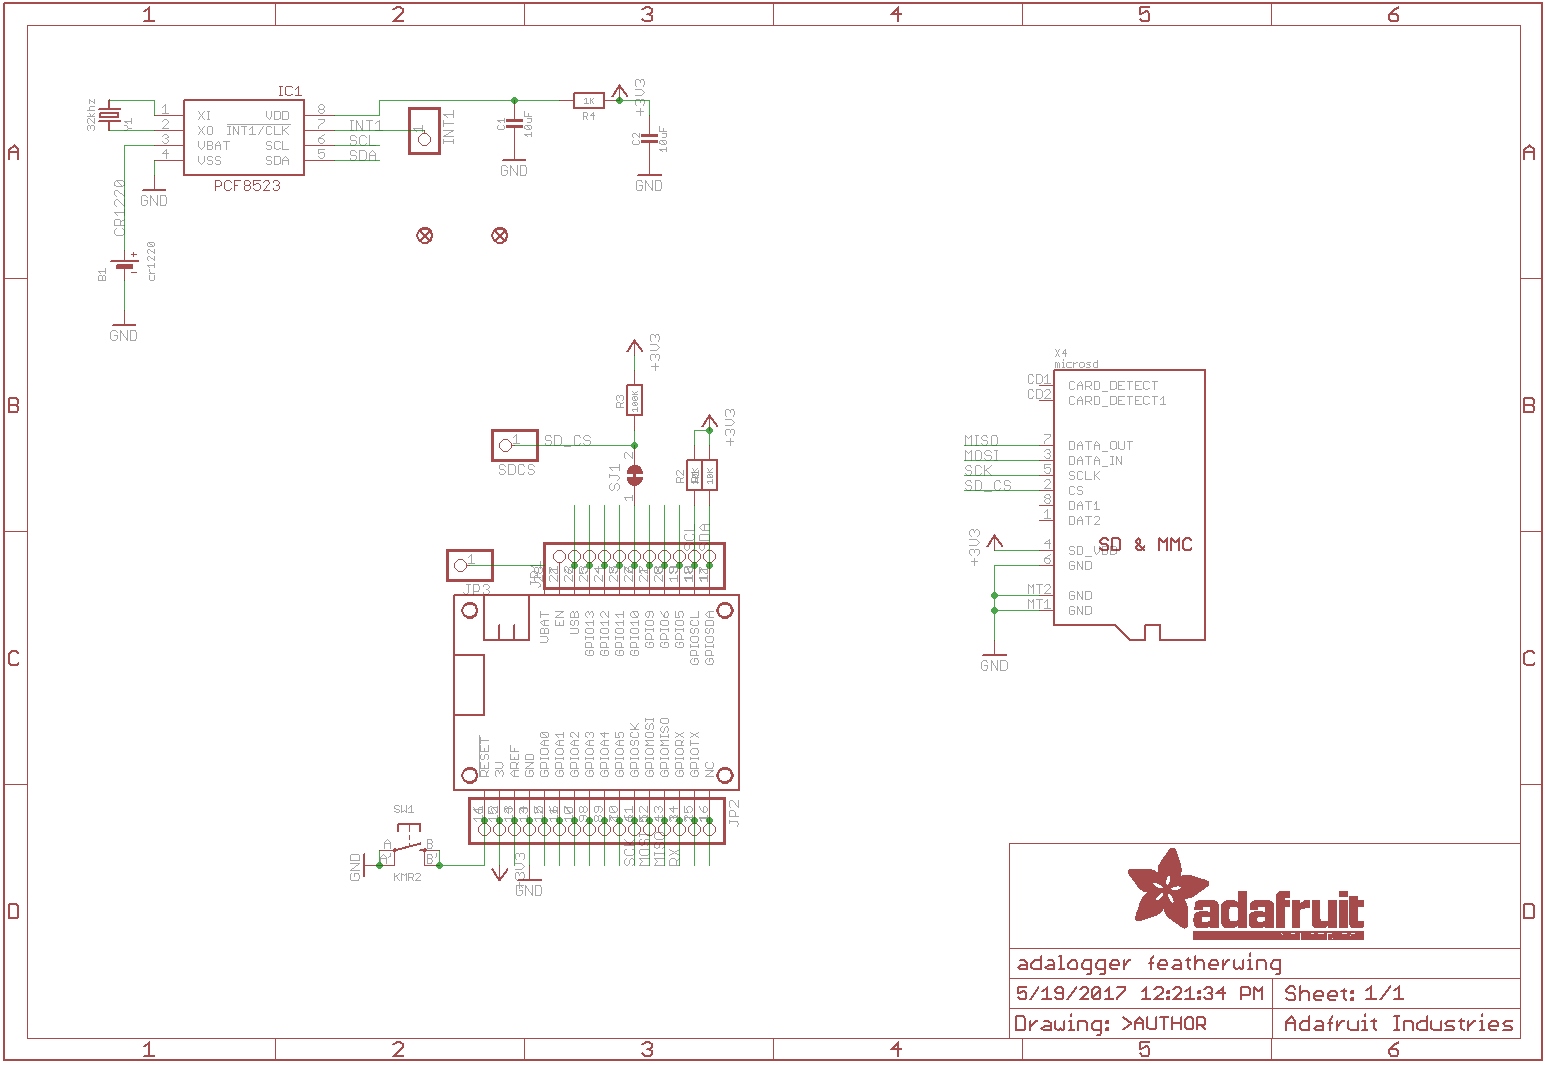 1 2 3 4 5 6
A A
B B
C C
D D
32khz
Y1
IC1
1 XI
2 XO
3 VBAT
4 VSS
VDD 8
INT1/CLK 7
SCL 6
SDA 5
PCF8523
INT1
SCL
SDA
1
INT1
GND
CR1220
B1
+
-
cr1220
GND
C1
10uF
GND
1K
R4
+3V3
C2
10uF
GND
+3V3
R3
100K
1 SD_CS
SDCS
SJ1
2
1
+3V3
R2
10K
SCL
SDA
1
JP3
VBAT
EN
USB
GPIO13
GPIO12
GPIO11
GPIO10
GPIO9
GPIO6
GPIO5
GPIOSCL
GPIOSDA
RESET
3V
AREF
GND
GPIOA0
GPIOA1
GPIOA2
GPIOA3
GPIOA4
GPIOA5
GPIOSCK
GPIOMOSI
GPIOMISO
GPIORX
GPIOTX
NC
JP2
SCK
MOSI
MISO
RX
SW1
A
A'
B
B'
KMR2
GND
+3V3
GND
X4
microsd
CD1 CARD_DETECT
CD2 CARD_DETECT1
MISO 7 DATA_OUT
MOSI 3 DATA_IN
SCK 5 SCLK
SD_CS 2 CS
8 DAT1
1 DAT2
+3V3
4 SD_VDD
SD & MMC
6 GND
MT2 GND
MT1 GND
GND
adafruit
adalogger featherwing
5/19/2017 12:21:34 PM Sheet: 1/1
Drawing: >AUTHOR Adafruit Industries
1 2 3 4 5 6